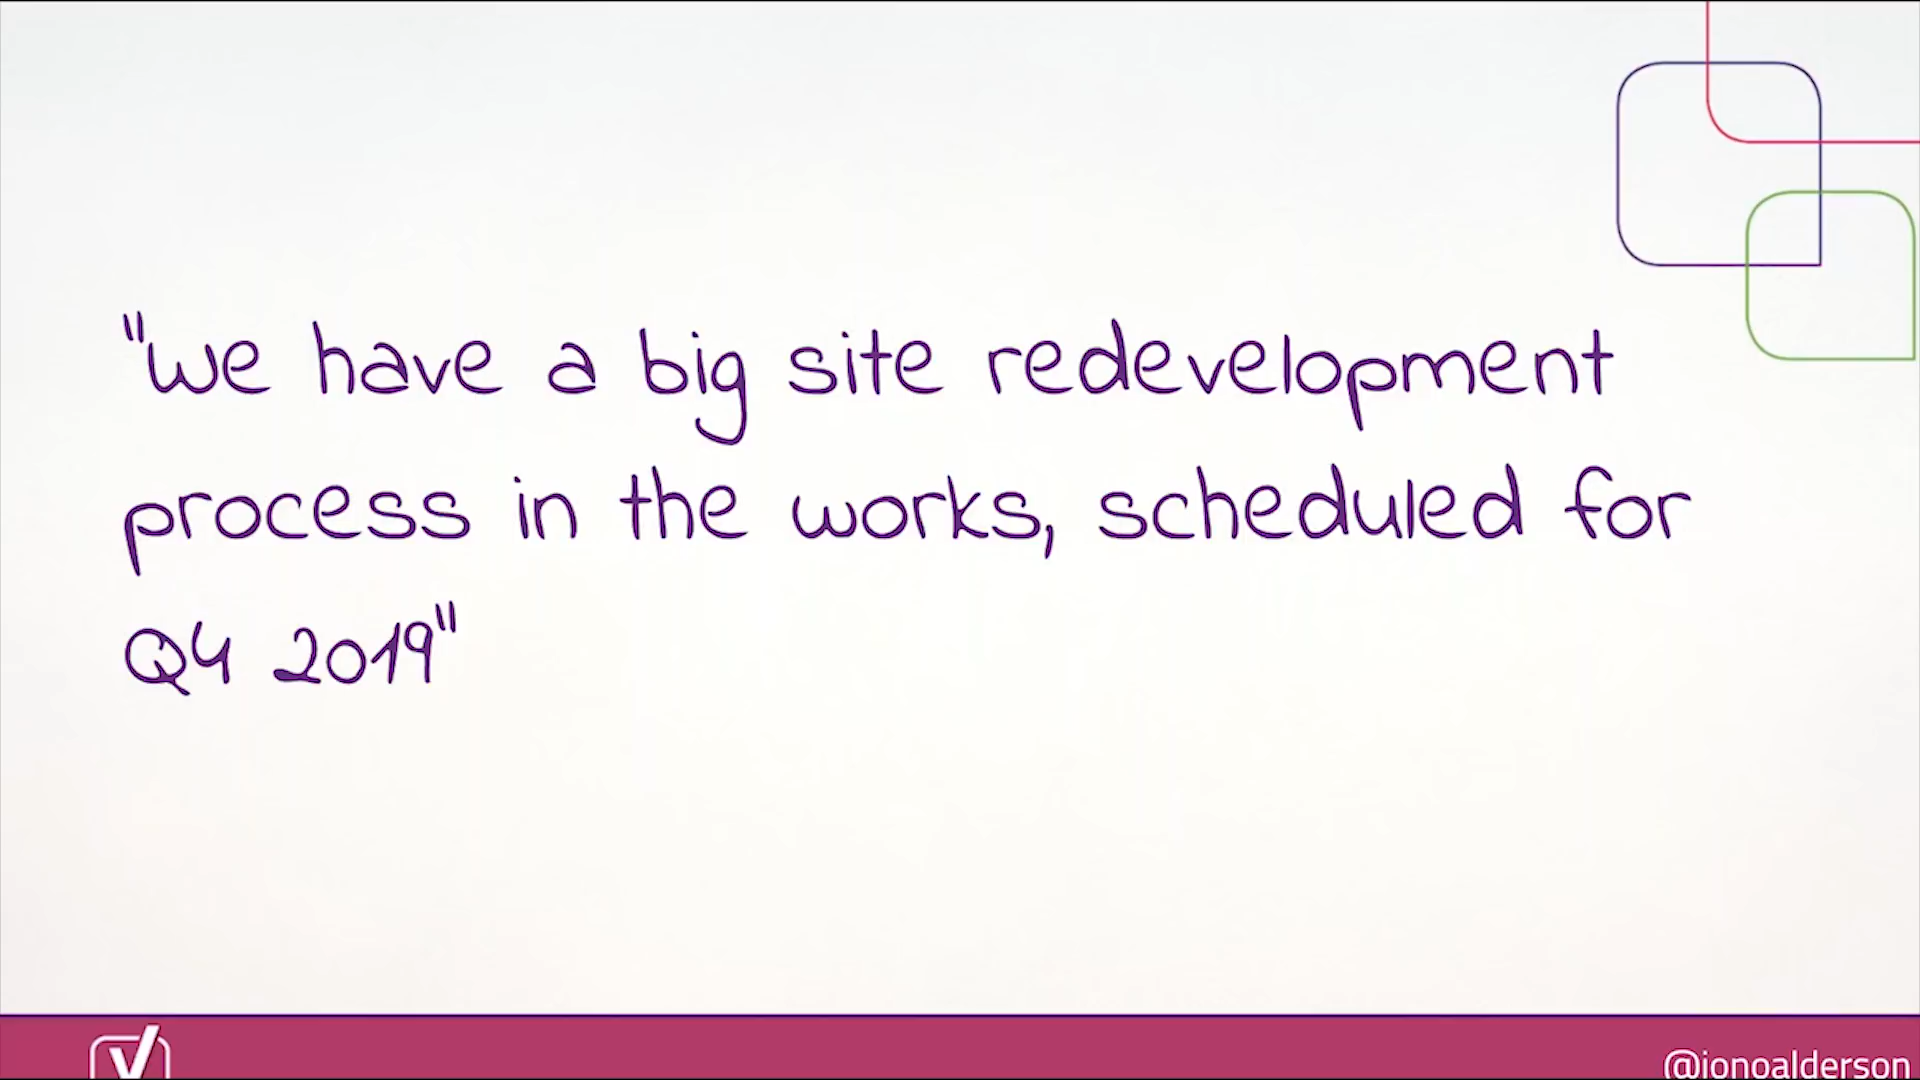 "We have a big site redevelopment
process in the works, scheduled for
Q4 2019"
@jonoalderson